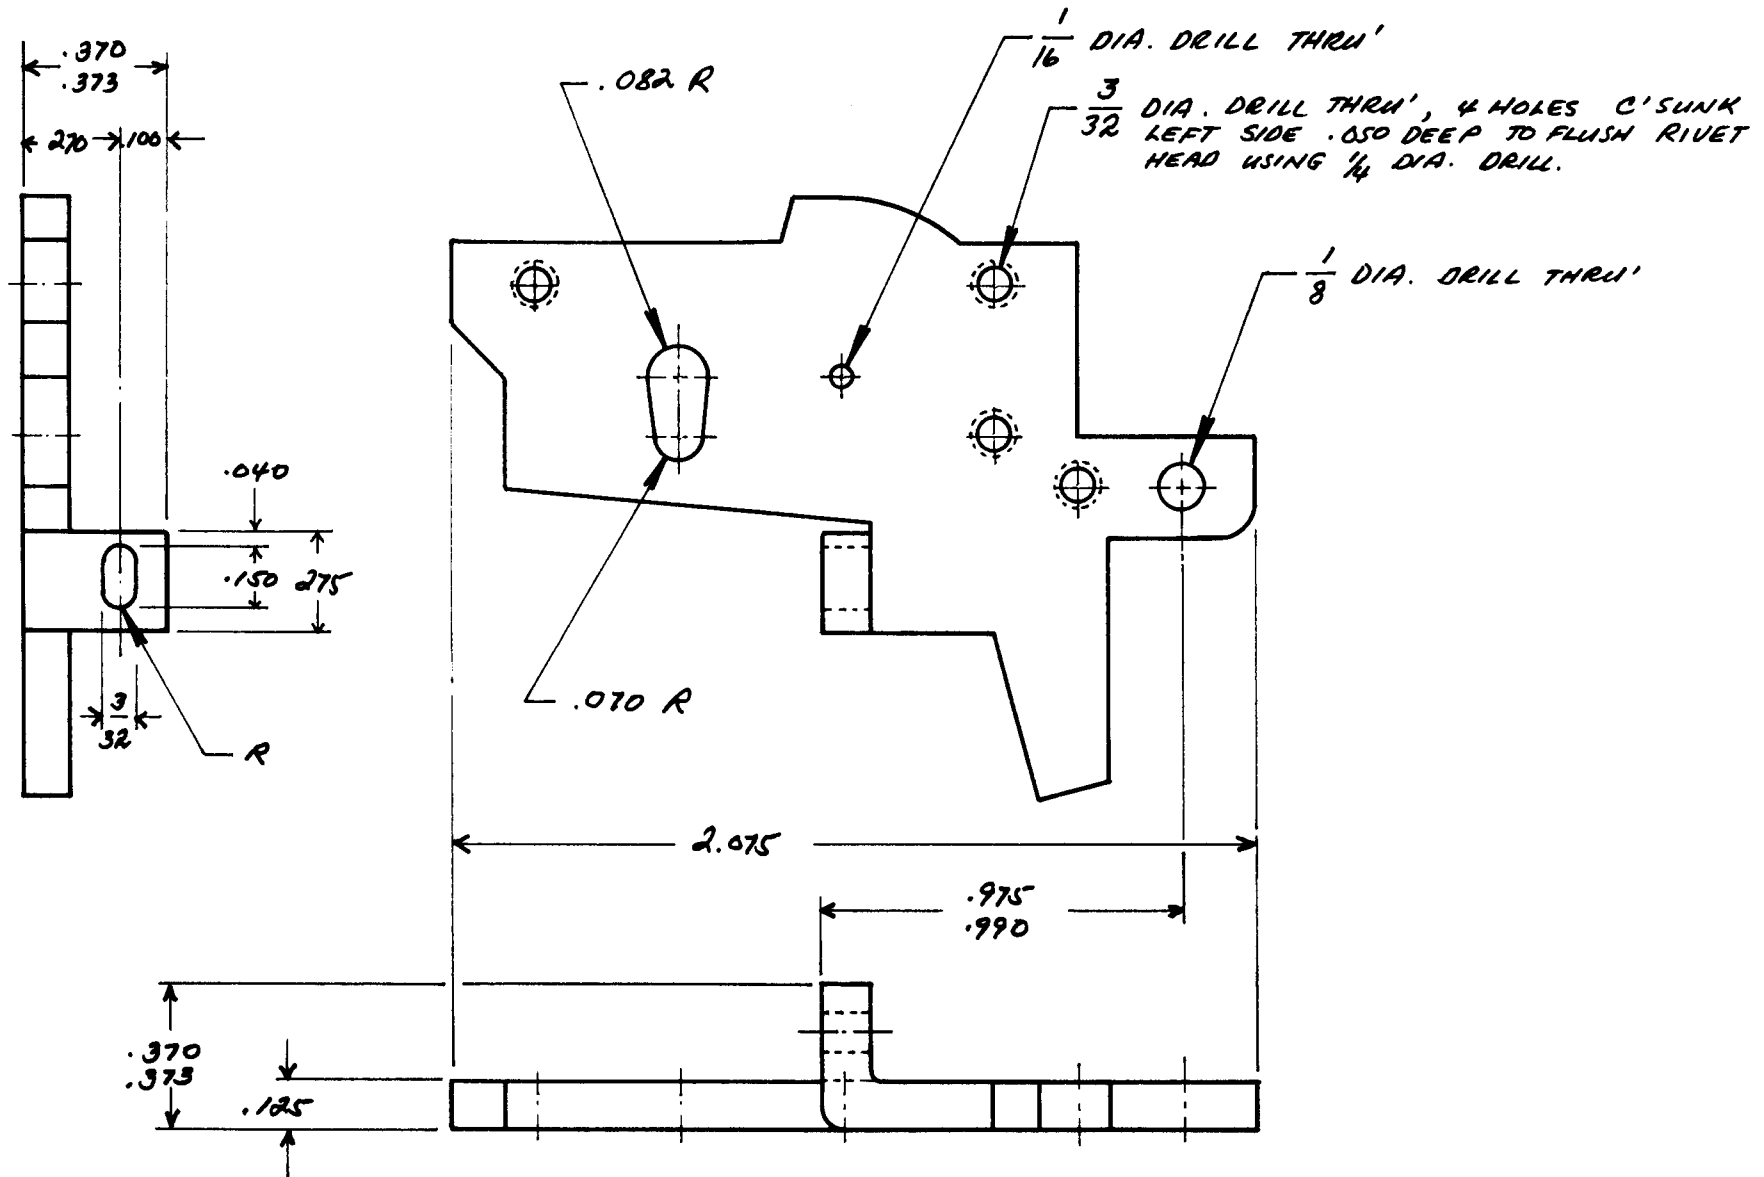 .370
.373
270 .100
.082 R
1/16 DIA. DRILL THRU'
3/32 DIA. DRILL THRU', 4 HOLES C'SUNK
LEFT SIDE .050 DEEP TO FLUSH RIVET
HEAD USING 1/4 DIA. DRILL.
1/8 DIA. DRILL THRU'
.040
.150 275
3/32
R
.070 R
2.075
.975
.990
.370
.373
.125